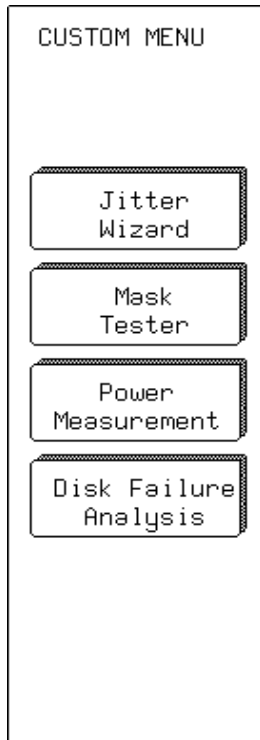 CUSTOM MENU
Jitter
Wizard
Mask
Tester
Power
Measurement
Disk Failure
Analysis